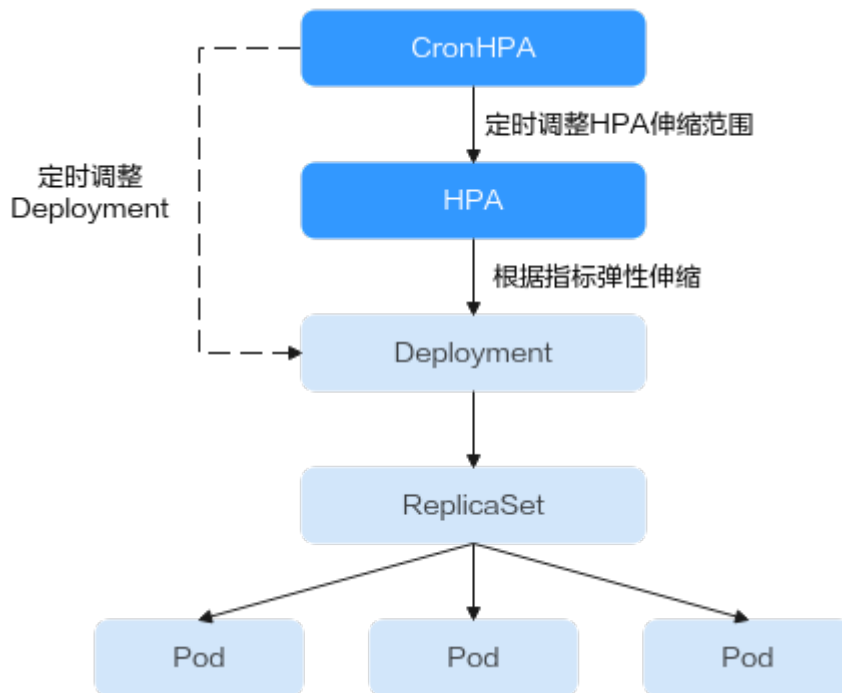 CronHPA
定时调整HPA伸缩范围
定时调整
Deployment
HPA
根据指标弹性伸缩
Deployment
ReplicaSet
Pod
Pod
Pod